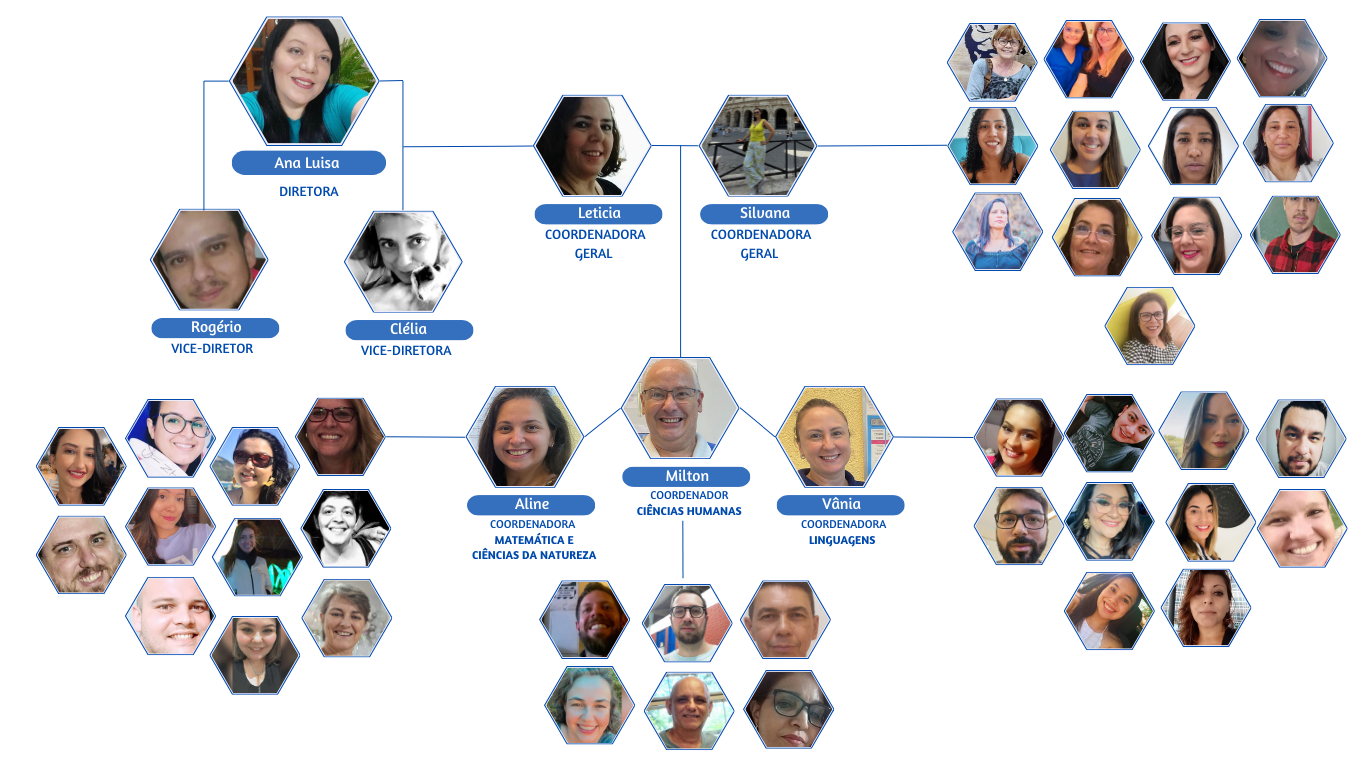 Ana Luisa
DIRETORA
Leticia
COORDENADORA
GERAL
Silvana
COORDENADORA
GERAL
Rogério
VICE-DIRETOR
Clélia
VICE-DIRETORA
Aline
COORDENADORA
MATEMÁTICA E
CIÊNCIAS DA NATUREZA
Milton
COORDENADOR
CIÊNCIAS HUMANAS
Vânia
COORDENADORA
LINGUAGENS